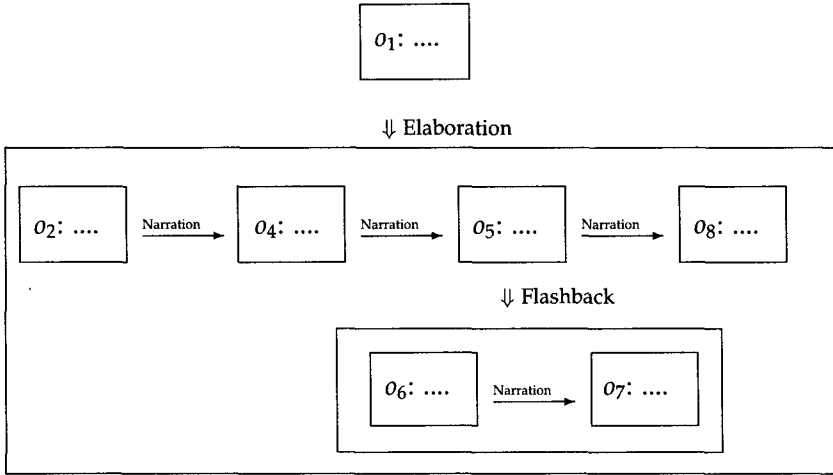 o₁: ....
⇓ Elaboration
o₂: .... Narration o₄: .... Narration o₅: .... Narration o₈: ....
⇓ Flashback
o₆: .... Narration o₇: ....